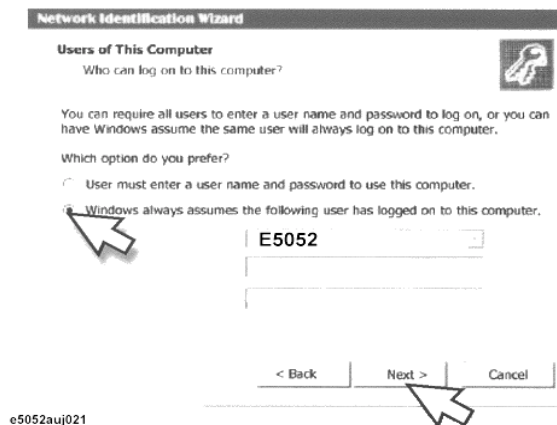 Network Identification Wizard
Users of This Computer
Who can log on to this computer?
You can require all users to enter a user name and password to log on, or you can
have Windows assume the same user will always log on to this computer.
Which option do you prefer?
User must enter a user name and password to use this computer.
Windows always assumes the following user has logged on to this computer.
E5052
< Back Next > Cancel
e5052auj021